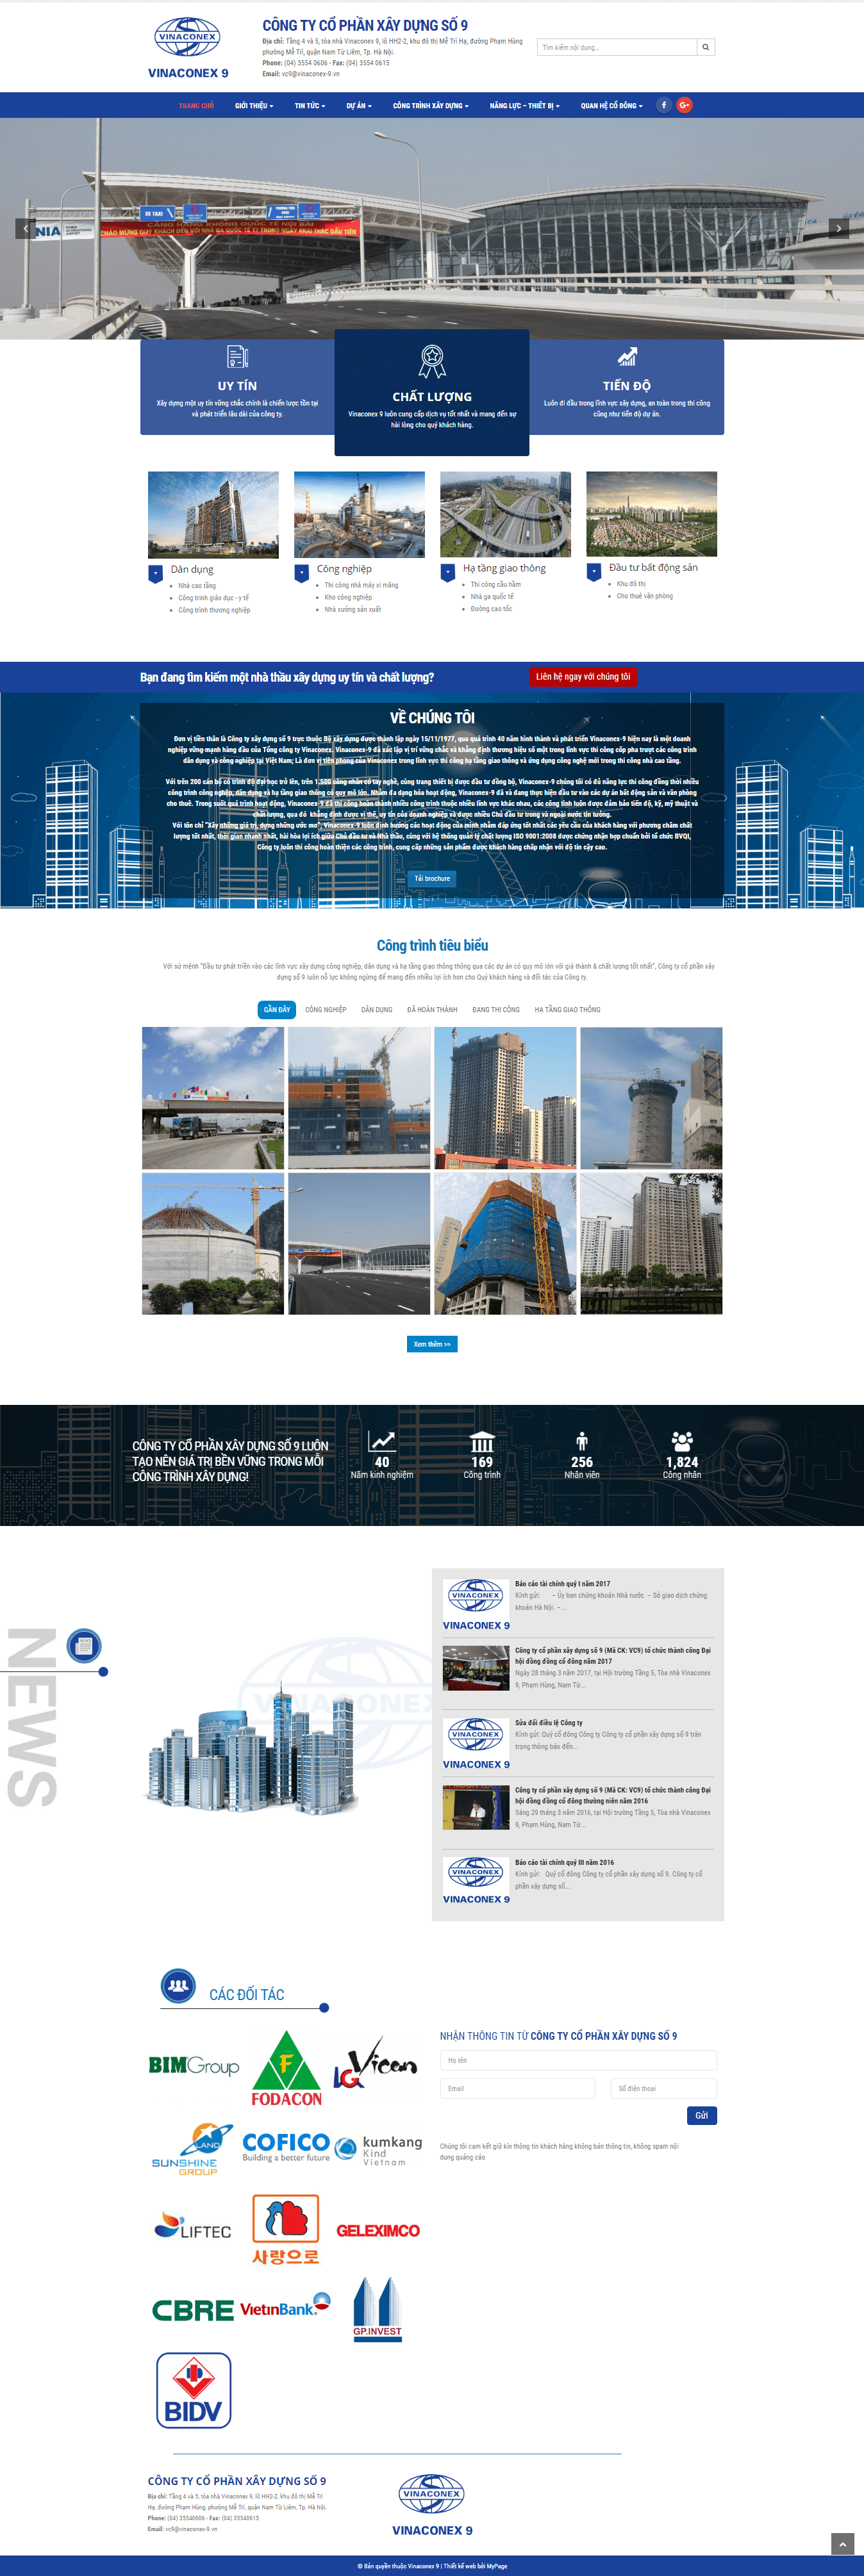 VINACONEX
VINACONEX 9
CÔNG TY CỔ PHẦN XÂY DỰNG SỐ 9
Địa chỉ: Tầng 4 và 5, tòa nhà Vinaconex 9, lô HH2-2, khu đô thị Mễ Trì Hạ, đường Phạm Hùng
phường Mễ Trì, quận Nam Từ Liêm, Tp. Hà Nội.
Phone: (04) 3554 0606 - Fax: (04) 3554 0615
Email: vc9@vinaconex-9.vn
Tìm kiếm nội dung...
TRANG CHỦ
GIỚI THIỆU
TIN TỨC
DỰ ÁN
CÔNG TRÌNH XÂY DỰNG
NĂNG LỰC – THIẾT BỊ
QUAN HỆ CỔ ĐÔNG
XE TAXI
NIA
CẢNG HÀNG KHÔNG QUỐC TẾ NỘI BÀI
CHÀO MỪNG QUÝ KHÁCH ĐẾN VỚI NHÀ GA QUỐC TẾ T2 TRONG NGÀY KHAI THÁC ĐẦU TIÊN
UY TÍN
Xây dựng một uy tín vững chắc chính là chiến lược tồn tại
và phát triển lâu dài của công ty.
CHẤT LƯỢNG
Vinaconex 9 luôn cung cấp dịch vụ tốt nhất và mang đến sự
hài lòng cho quý khách hàng.
TIẾN ĐỘ
Luôn đi đầu trong lĩnh vực xây dựng, an toàn trong thi công
cũng như tiến độ dự án.
Dân dụng
Nhà cao tầng
Công trình giáo dục - y tế
Công trình thương nghiệp
Công nghiệp
Thi công nhà máy xi măng
Kho công nghiệp
Nhà xưởng sản xuất
Hạ tầng giao thông
Thi công cầu hầm
Nhà ga quốc tế
Đường cao tốc
Đầu tư bất động sản
Khu đô thị
Cho thuê văn phòng
Bạn đang tìm kiếm một nhà thầu xây dựng uy tín và chất lượng?
Liên hệ ngay với chúng tôi
VỀ CHÚNG TÔI
Đơn vị tiền thân là Công ty xây dựng số 9 trực thuộc Bộ xây dựng được thành lập ngày 15/11/1977, qua quá trình 40 năm hình thành và phát triển Vinaconex-9 hiện nay là một doanh
nghiệp vững mạnh hàng đầu của Tổng công ty Vinaconex. Vinaconex-9 đã xác lập vị trí vững chắc và khẳng định thương hiệu số một trong lĩnh vực thi công cốp pha trượt các công trình
dân dụng và công nghiệp tại Việt Nam; Là đơn vị tiên phong của Vinaconex trong lĩnh vực thi công hạ tầng giao thông và ứng dụng công nghệ mới trong thi công nhà cao tầng.
Với trên 200 cán bộ có trình độ đại học trở lên, trên 1.500 công nhân có tay nghề, cùng trang thiết bị được đầu tư đồng bộ, Vinaconex-9 chúng tôi có đủ năng lực thi công đồng thời nhiều
công trình công nghiệp, dân dụng và hạ tầng giao thông có quy mô lớn. Nhằm đa dạng hóa hoạt động, Vinaconex-9 đã và đang thực hiện đầu tư vào các dự án bất động sản và văn phòng
cho thuê. Trong suốt quá trình hoạt động, Vinaconex-9 đã thi công hoàn thành nhiều công trình thuộc nhiều lĩnh vực khác nhau, các công trình luôn được đảm bảo tiến độ, kỹ, mỹ thuật và
chất lượng, qua đó khẳng định được vị thế, uy tín của doanh nghiệp và được nhiều Chủ đầu tư trong và ngoài nước tin tưởng.
Với tôn chỉ "Xây những giá trị, dựng những ước mơ", Vinaconex-9 luôn định hướng các hoạt động của mình nhằm đáp ứng tốt nhất các yêu cầu của khách hàng với phương châm chất
lượng tốt nhất, thời gian nhanh nhất, hài hòa lợi ích giữa Chủ đầu tư và Nhà thầu, cùng với hệ thống quản lý chất lượng ISO 9001:2008 được chứng nhận hợp chuẩn bởi tổ chức BVQI,
Công ty luôn thi công hoàn thiện các công trình, cung cấp những sản phẩm được khách hàng chấp nhận với độ tin cậy cao.
Tải brochure
Công trình tiêu biểu
Với sứ mệnh "Đầu tư phát triển vào các lĩnh vực xây dựng công nghiệp, dân dụng và hạ tầng giao thông thông qua các dự án có quy mô lớn với giá thành & chất lượng tốt nhất", Công ty cổ phần xây
dựng số 9 luôn nỗ lực không ngừng để mang đến nhiều lợi ích hơn cho Quý khách hàng và đối tác của Công ty.
GẦN ĐÂY
CÔNG NGHIỆP
DÂN DỤNG
ĐÃ HOÀN THÀNH
ĐANG THI CÔNG
HẠ TẦNG GIAO THÔNG
Xem thêm >>
CÔNG TY CỔ PHẦN XÂY DỰNG SỐ 9 LUÔN
TẠO NÊN GIÁ TRỊ BỀN VỮNG TRONG MỖI
CÔNG TRÌNH XÂY DỰNG!
40
Năm kinh nghiệm
169
Công trình
256
Nhân viên
1,824
Công nhân
NEWS
VINACONEX
VINACONEX
VINACONEX 9
Báo cáo tài chính quý I năm 2017
Kính gửi: – Ủy ban chứng khoán Nhà nước – Sở giao dịch chứng
khoán Hà Nội. –...
Công ty cổ phần xây dựng số 9 (Mã CK: VC9) tổ chức thành công Đại
hội đồng đồng cổ đông năm 2017
Ngày 28 tháng 3 năm 2017, tại Hội trường Tầng 5, Tòa nhà Vinaconex
9, Phạm Hùng, Nam Từ...
VINACONEX
VINACONEX 9
Sửa đổi điều lệ Công ty
Kính gửi: Quý cổ đông Công ty Công ty cổ phần xây dựng số 9 trân
trọng thông báo đến...
Công ty cổ phần xây dựng số 9 (Mã CK: VC9) tổ chức thành công Đại
hội đồng đồng cổ đông thường niên năm 2016
Sáng 29 tháng 3 năm 2016, tại Hội trường Tầng 5, Tòa nhà Vinaconex
9, Phạm Hùng, Nam Từ...
VINACONEX
VINACONEX 9
Báo cáo tài chính quý III năm 2016
Kính gửi: Quý cổ đông Công ty cổ phần xây dựng số 9. Công ty cổ
phần xây dựng số...
CÁC ĐỐI TÁC
BIMGroup
F
FODACON
LCK Vicen
SUNSHINE
LAND
GROUP
COFICO
Building a better future
kumkang
Kind
Vietnam
LIFTEC
사랑으로
GELEXIMCO
CBRE
VietinBank
GP.INVEST
BIDV
NHẬN THÔNG TIN TỪ CÔNG TY CỔ PHẦN XÂY DỰNG SỐ 9
Họ tên
Email
Số điện thoại
Gửi
Chúng tôi cam kết giữ kín thông tin khách hàng không bán thông tin, không spam nội
dung quảng cáo
CÔNG TY CỔ PHẦN XÂY DỰNG SỐ 9
Địa chỉ: Tầng 4 và 5, tòa nhà Vinaconex 9, lô HH2-2, khu đô thị Mễ Trì
Hạ, đường Phạm Hùng, phường Mễ Trì, quận Nam Từ Liêm, Tp. Hà Nội.
Phone: (04) 35540606 - Fax: (04) 35540615
Email: vc9@vinaconex-9.vn
VINACONEX
VINACONEX 9
© Bản quyền thuộc Vinaconex 9 | Thiết kế web bởi MyPage